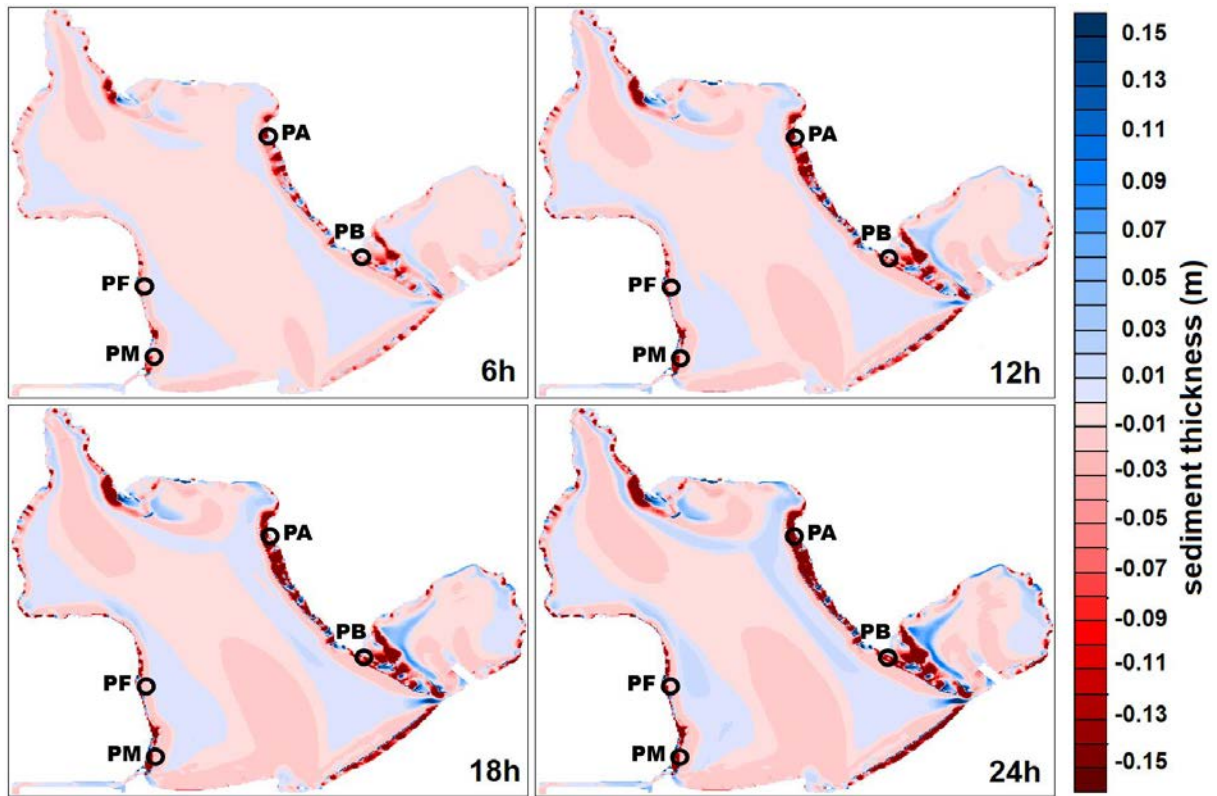 PA
PB
PF
PM
6h
PA
PB
PF
PM
12h
PA
PB
PF
PM
18h
PA
PB
PF
PM
24h
0.15
0.13
0.11
0.09
0.07
0.05
0.03
0.01
-0.01
-0.03
-0.05
-0.07
-0.09
-0.11
-0.13
-0.15
sediment thickness (m)